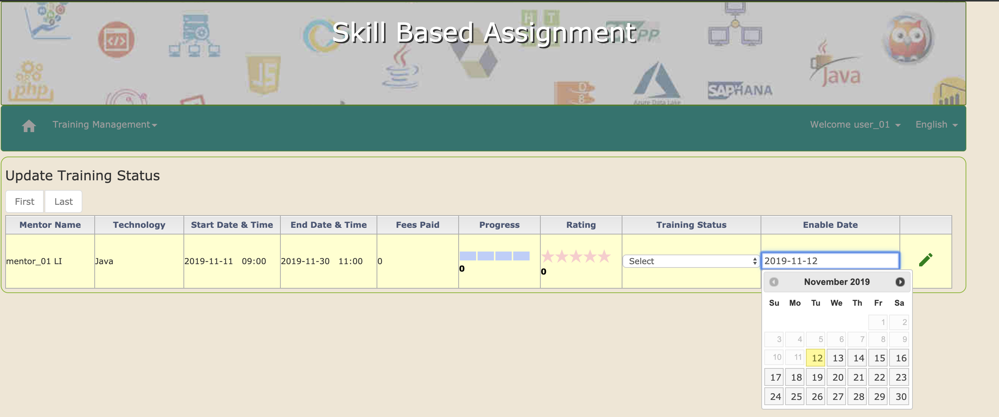 Skill Based Assignment
H T
PP
</>
JS
php
D
8
Azure Data Lake
SAP HANA
Java
Training Management
Welcome user_01
English
Update Training Status
First Last
Mentor Name Technology Start Date & Time End Date & Time Fees Paid Progress Rating Training Status Enable Date
mentor_01 LI Java 2019-11-11 09:00 2019-11-30 11:00 0 0 0 Select 2019-11-12
November 2019
Su Mo Tu We Th Fr Sa
1 2
3 4 5 6 7 8 9
10 11 12 13 14 15 16
17 18 19 20 21 22 23
24 25 26 27 28 29 30